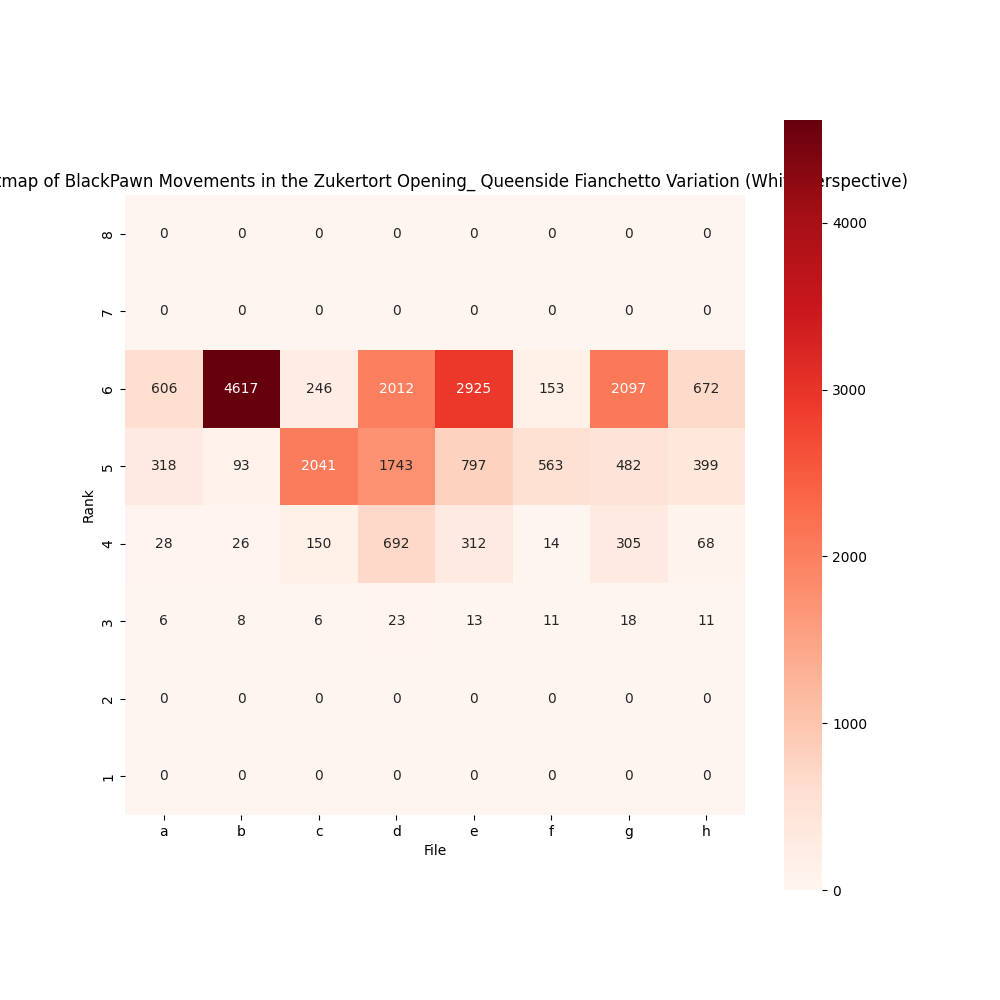 tmap of BlackPawn Movements in the Zukertort Opening_ Queenside Fianchetto Variation (Whi erspective)
8 0 0 0 0 0 0 0 0
7 0 0 0 0 0 0 0 0
6 606 4617 246 2012 2925 153 2097 672
5 318 93 2041 1743 797 563 482 399
4 28 26 150 692 312 14 305 68
3 6 8 6 23 13 11 18 11
2 0 0 0 0 0 0 0 0
1 0 0 0 0 0 0 0 0
a b c d e f g h
File
Rank
4000
3000
2000
1000
0